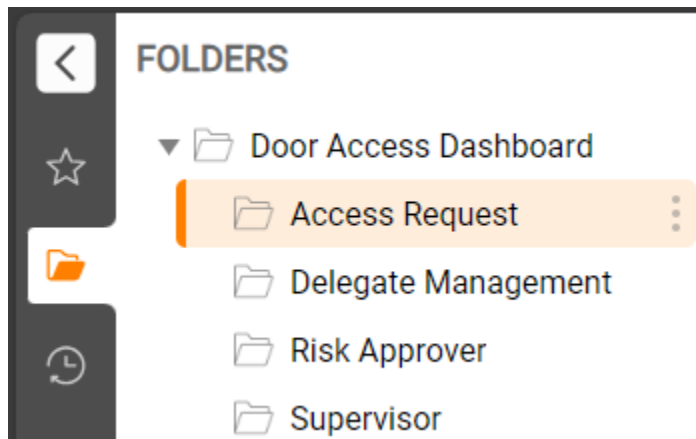 FOLDERS
Door Access Dashboard
Access Request
Delegate Management
Risk Approver
Supervisor